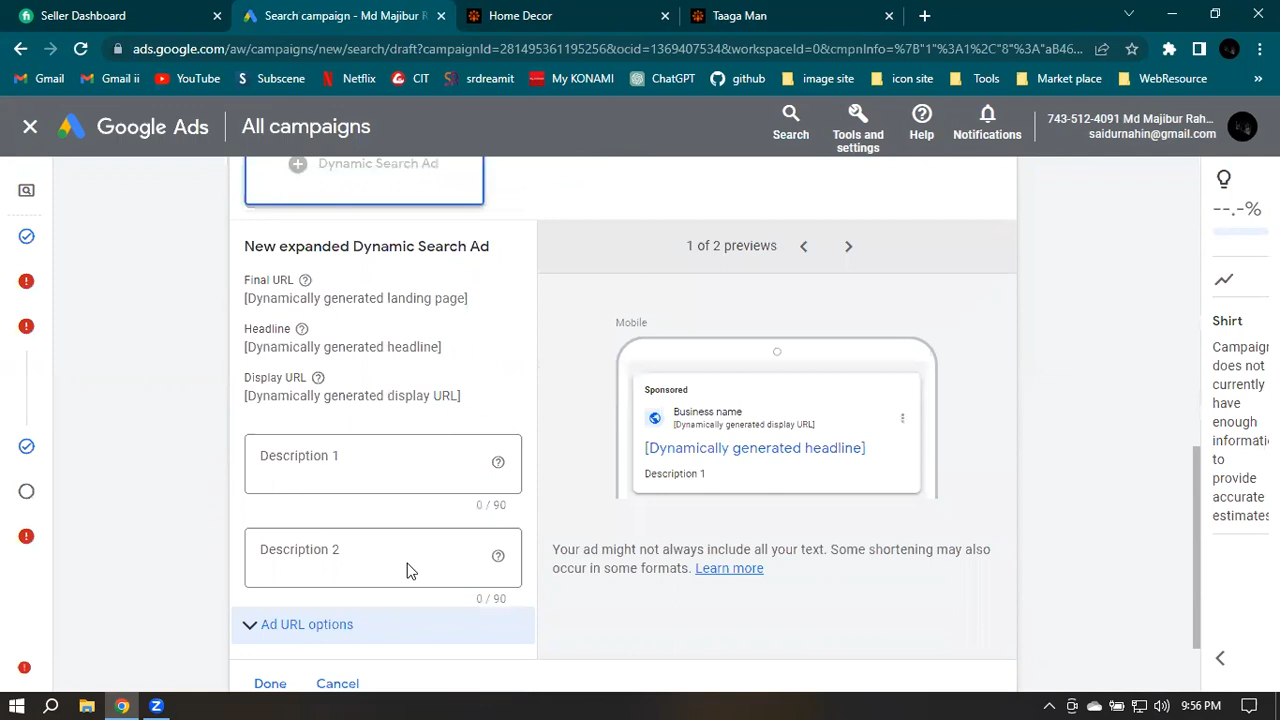 Seller Dashboard
Search campaign - Md Majibur R
Home Decor
Taaga Man
ads.google.com/aw/campaigns/new/search/draft?campaignId=281495361195256&ocid=1369407534&workspaceId=0&cmpnInfo=%7B"1"%3A1%2C"8"%3A"aB46...
Gmail
Gmail ii
YouTube
Subscene
Netflix
CIT
srdreamit
My KONAMI
ChatGPT
github
image site
icon site
Tools
Market place
WebResource
Google Ads
All campaigns
Search
Tools and settings
Help
Notifications
743-512-4091 Md Majibur Rah...
saidurnahin@gmail.com
Dynamic Search Ad
--.-%
New expanded Dynamic Search Ad
1 of 2 previews
Final URL
[Dynamically generated landing page]
Headline
[Dynamically generated headline]
Display URL
[Dynamically generated display URL]
Description 1
0 / 90
Description 2
0 / 90
Ad URL options
Done
Cancel
Mobile
Sponsored
Business name
[Dynamically generated display URL]
[Dynamically generated headline]
Description 1
Your ad might not always include all your text. Some shortening may also
occur in some formats. Learn more
Shirt
Campaign
does not
currently
have
enough
informati
to
provide
accurate
estimates
9:56 PM